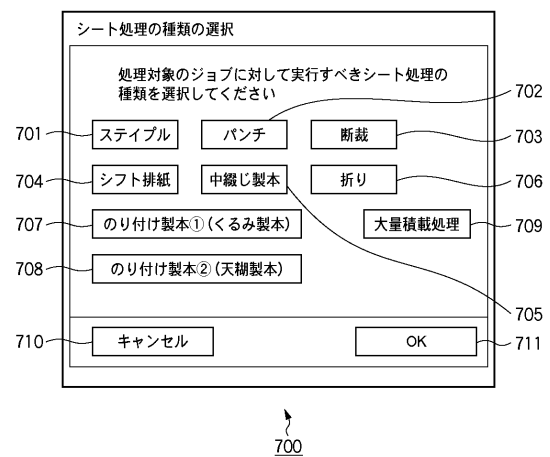 シート処理の種類の選択
処理対象のジョブに対して実行すべきシート処理の
種類を選択してください
702
701 ステイプル パンチ 断裁 703
704 シフト排紙 中綴じ製本 折り 706
707 のり付け製本①(くるみ製本) 大量積載処理 709
708 のり付け製本②(天糊製本)
705
710 キャンセル OK 711
700